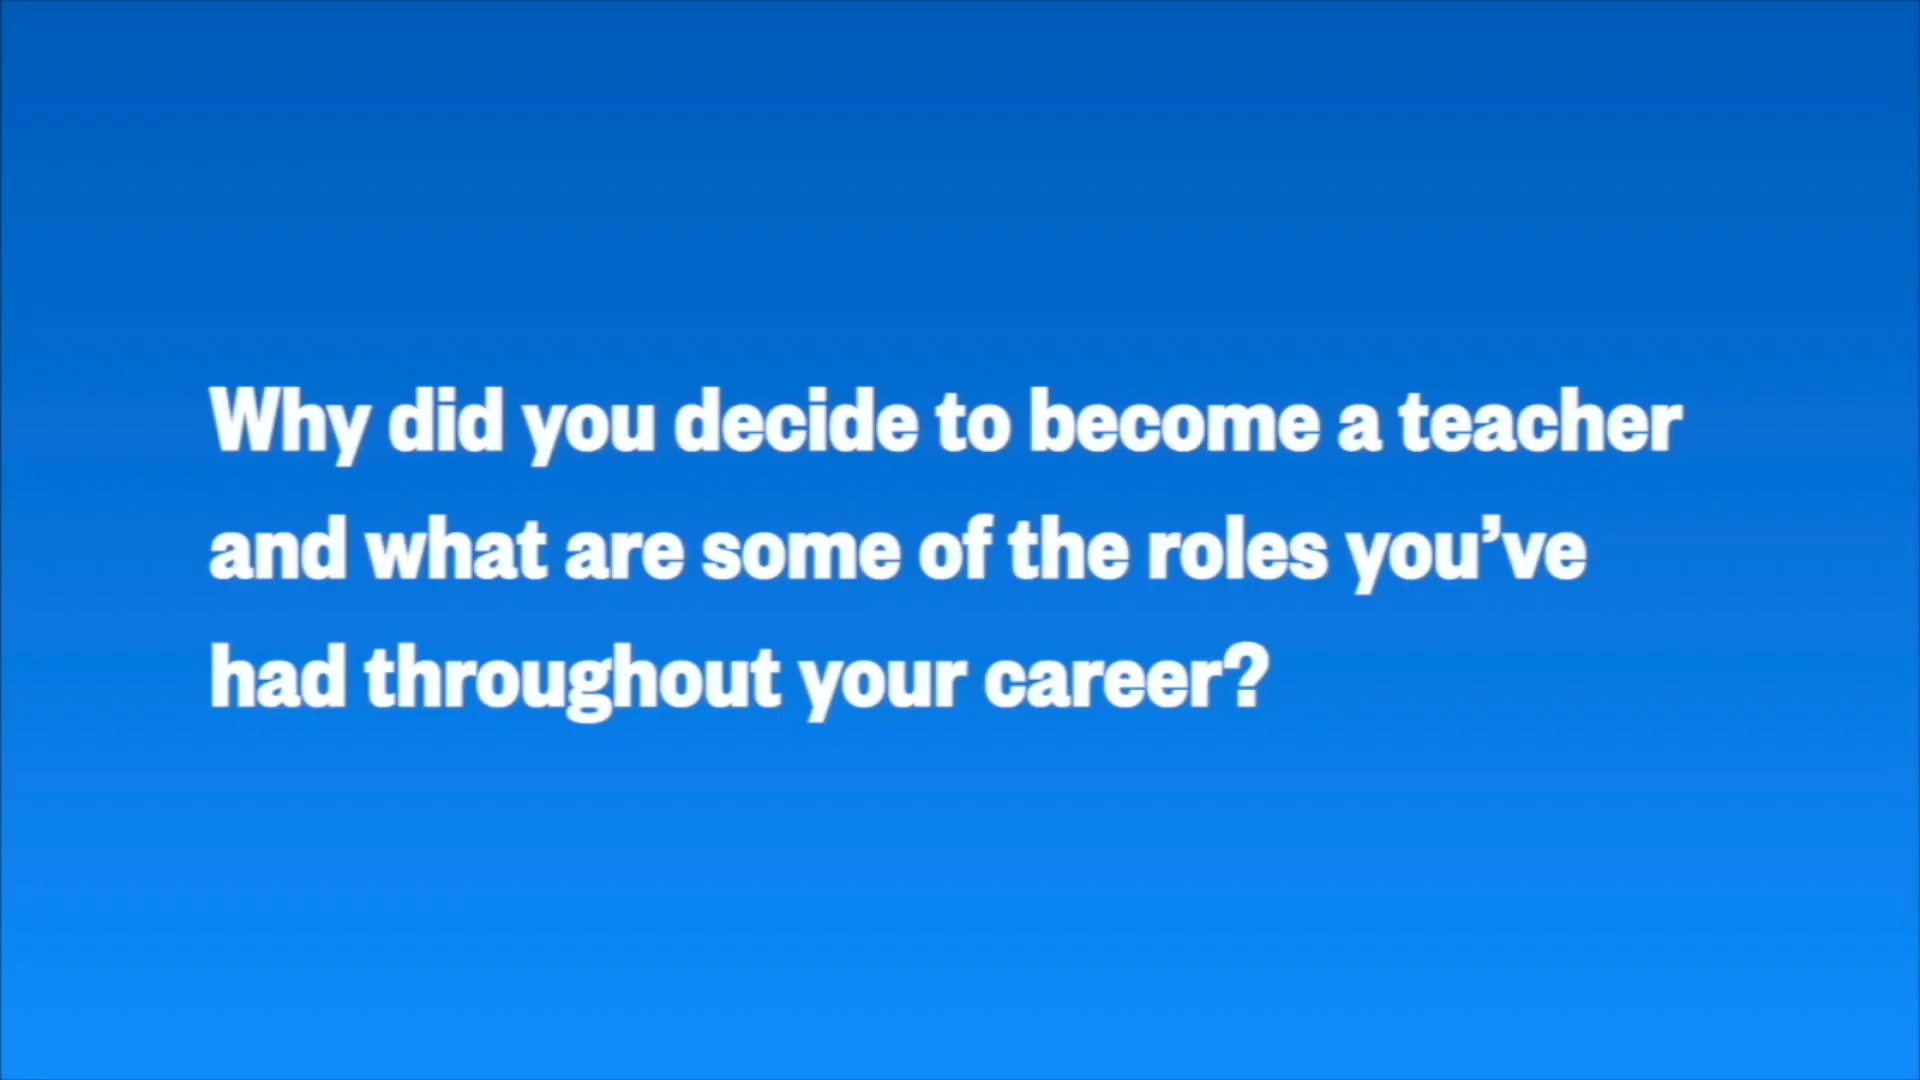 Why did you decide to become a teacher
and what are some of the roles you’ve
had throughout your career?